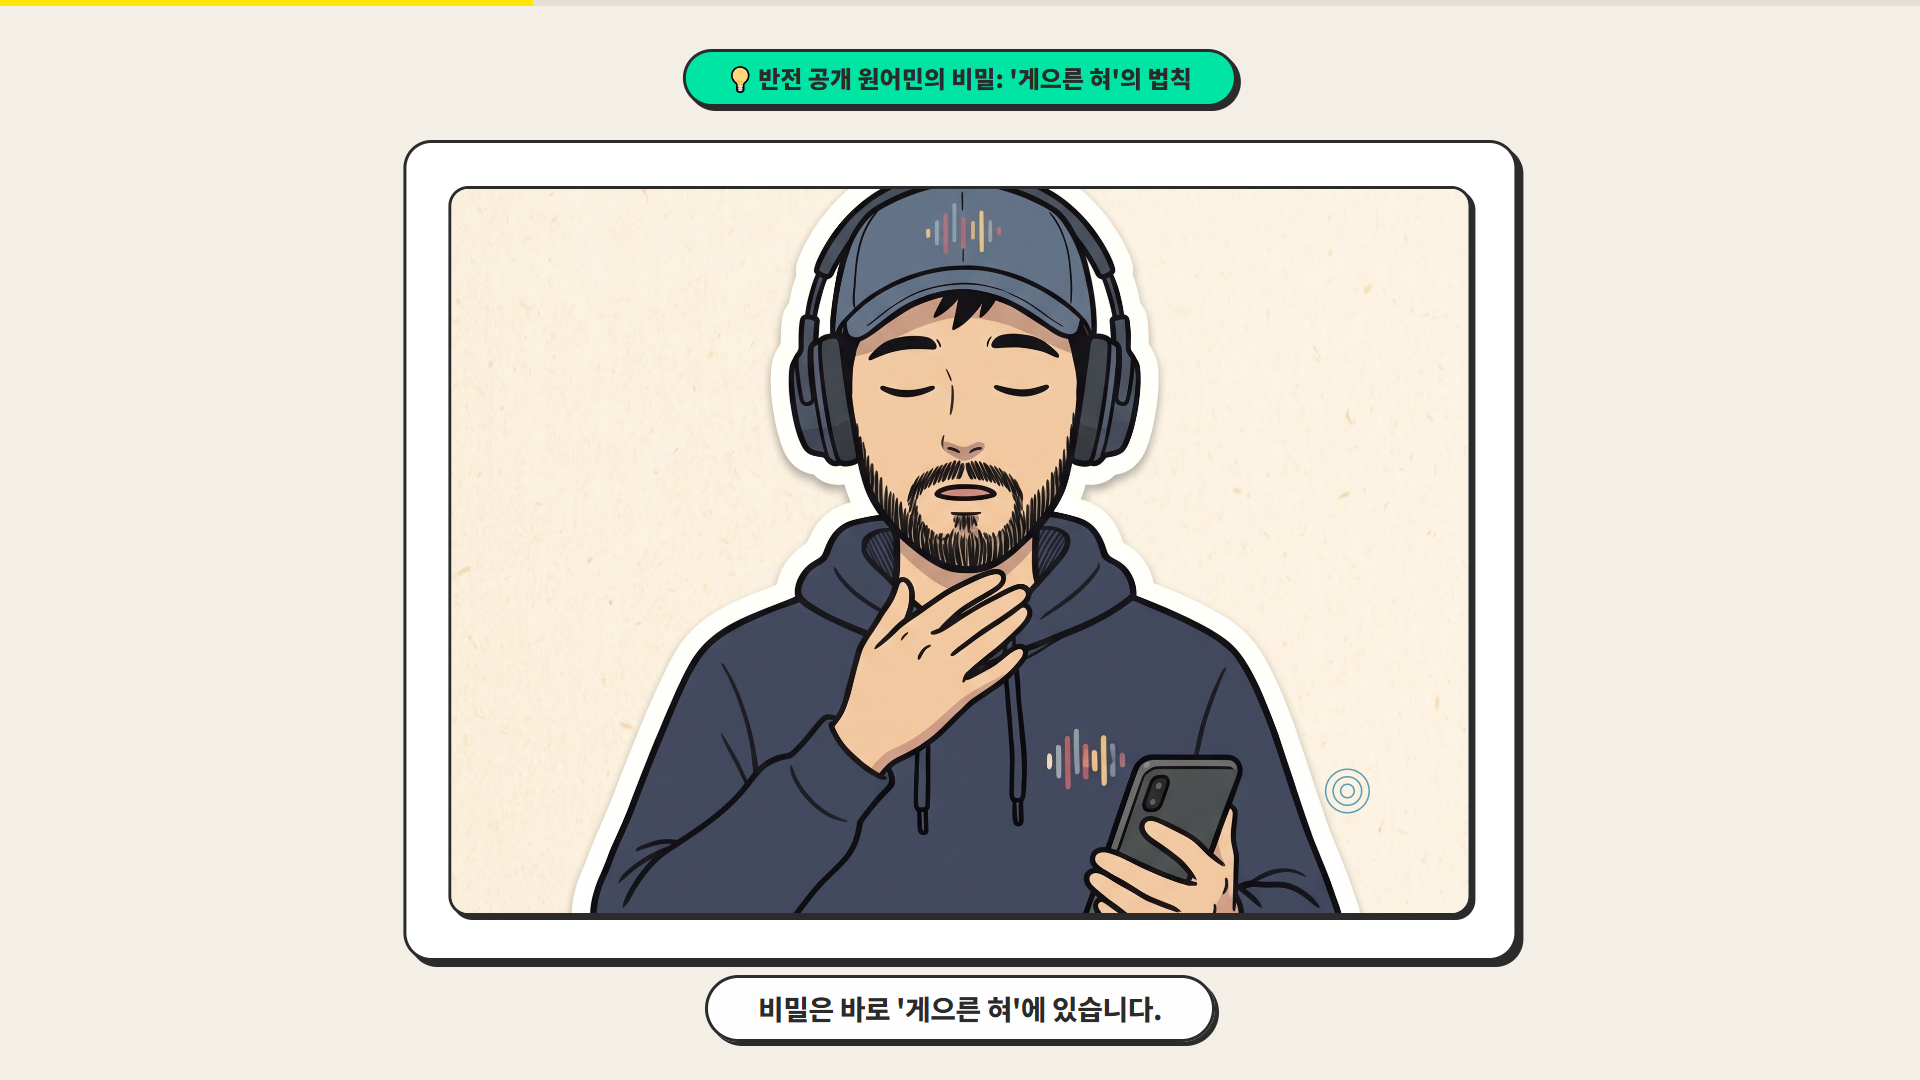 💡 반전 공개 원어민의 비밀: '게으른 혀'의 법칙
비밀은 바로 '게으른 혀'에 있습니다.